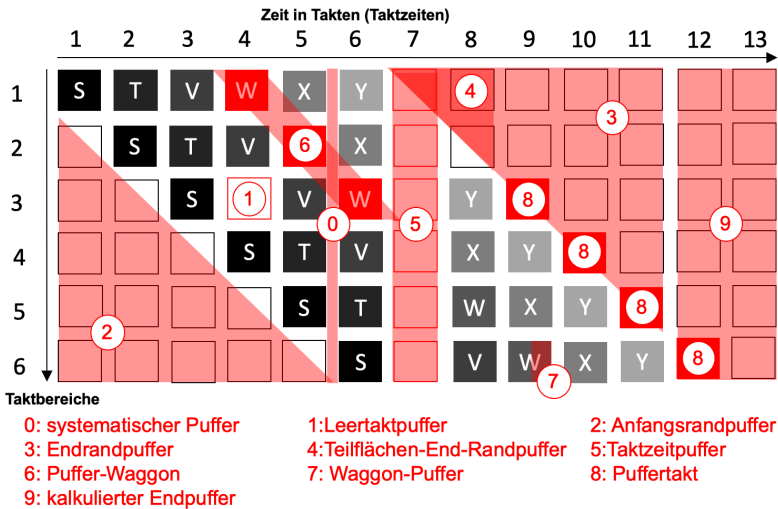 Zeit in Takten (Taktzeiten)
1 2 3 4 5 6 7 8 9 10 11 12 13
1 S T V W X Y 4
2 S T V 6 X 3
3 S 1 V W Y 8
0 5 9
4 S T V X Y 8
5 S T W X Y 8
2
6 S V W X Y 8
7
Taktbereiche
0: systematischer Puffer 1:Leertaktpuffer 2: Anfangsrandpuffer
3: Endrandpuffer 4:Teilflächen-End-Randpuffer 5:Taktzeitpuffer
6: Puffer-Waggon 7: Waggon-Puffer 8: Puffertakt
9: kalkulierter Endpuffer